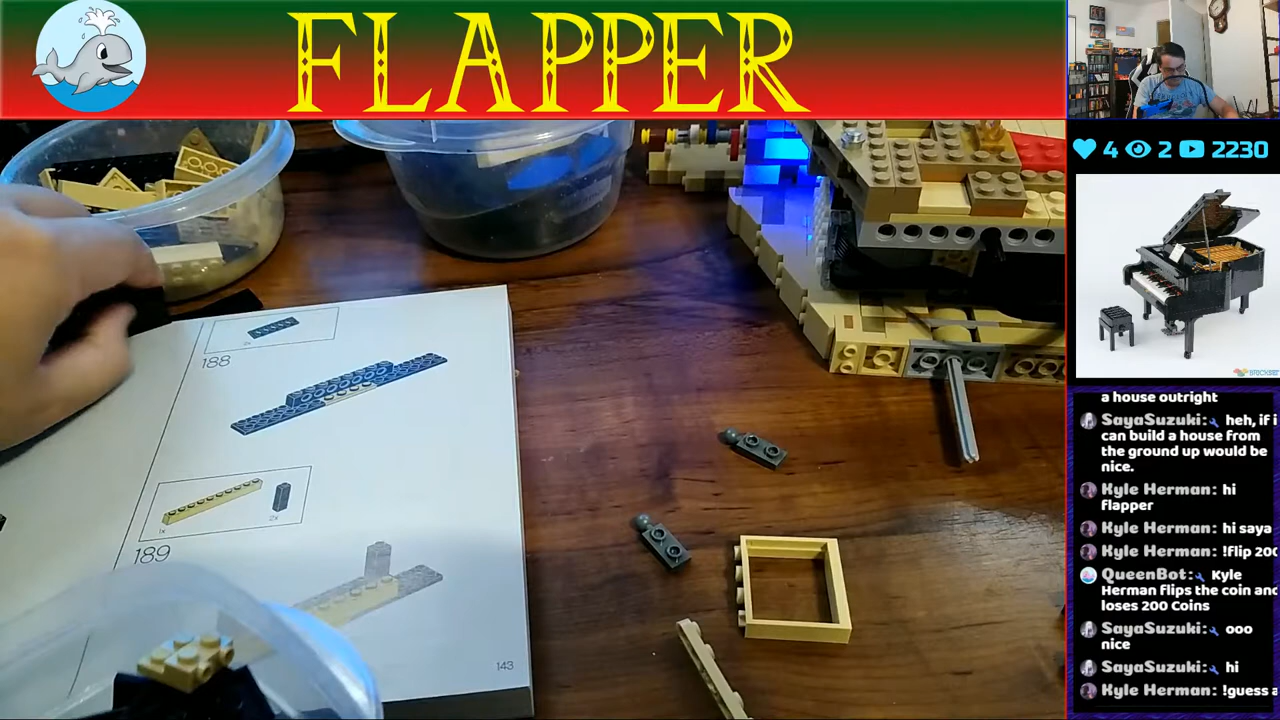 FLAPPER
4 2 2230
188
189
143
a house outright
SayaSuzuki: heh, if i
can build a house from
the ground up would be
nice.
Kyle Herman: hi
flapper
Kyle Herman: hi saya
Kyle Herman: !flip 200
QueenBot: Kyle
Herman flips the coin and
loses 200 Coins
SayaSuzuki: ooo
nice
SayaSuzuki: hi
Kyle Herman: !guess a